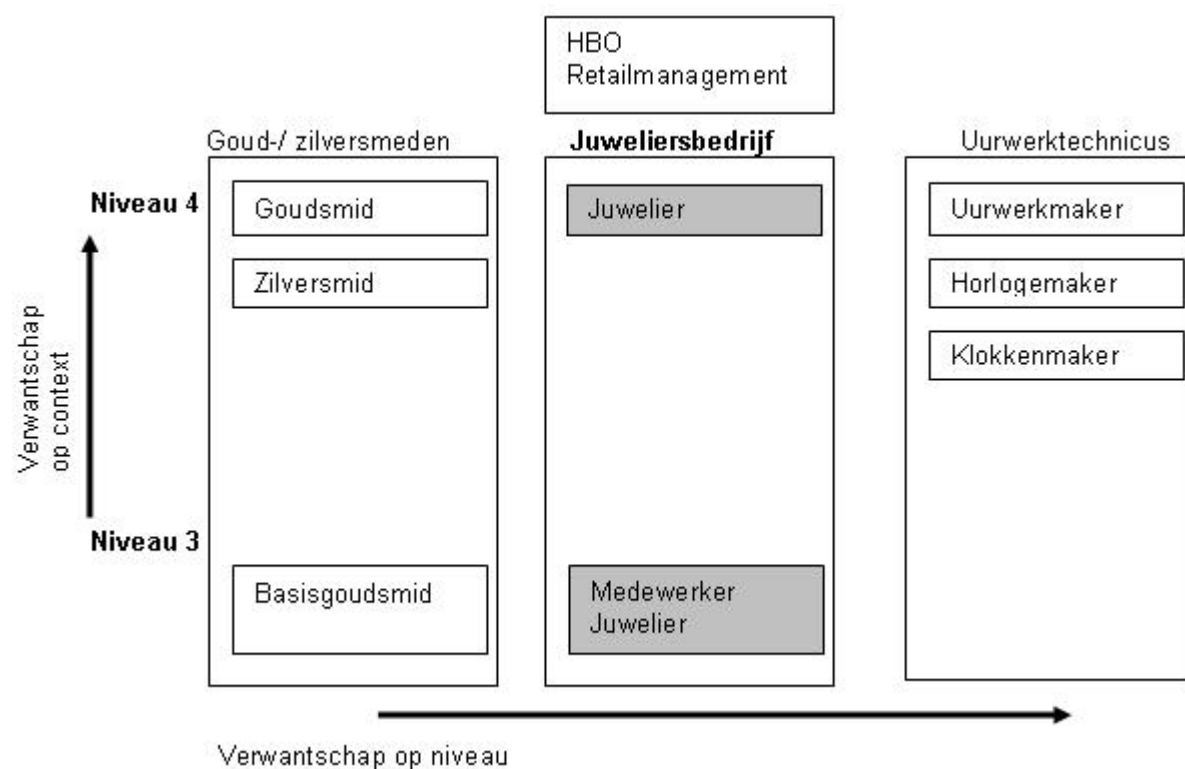 HBO
Retailmanagement
Goud-/ zilversmeden
Juweliersbedrijf
Uurwerktechnicus
Niveau 4
Goudsmid
Juwelier
Uurwerkmaker
Zilversmid
Horlogemaker
Klokkenmaker
Verwantschap
op context
Niveau 3
Basisgoudsmid
Medewerker
Juwelier
Verwantschap op niveau